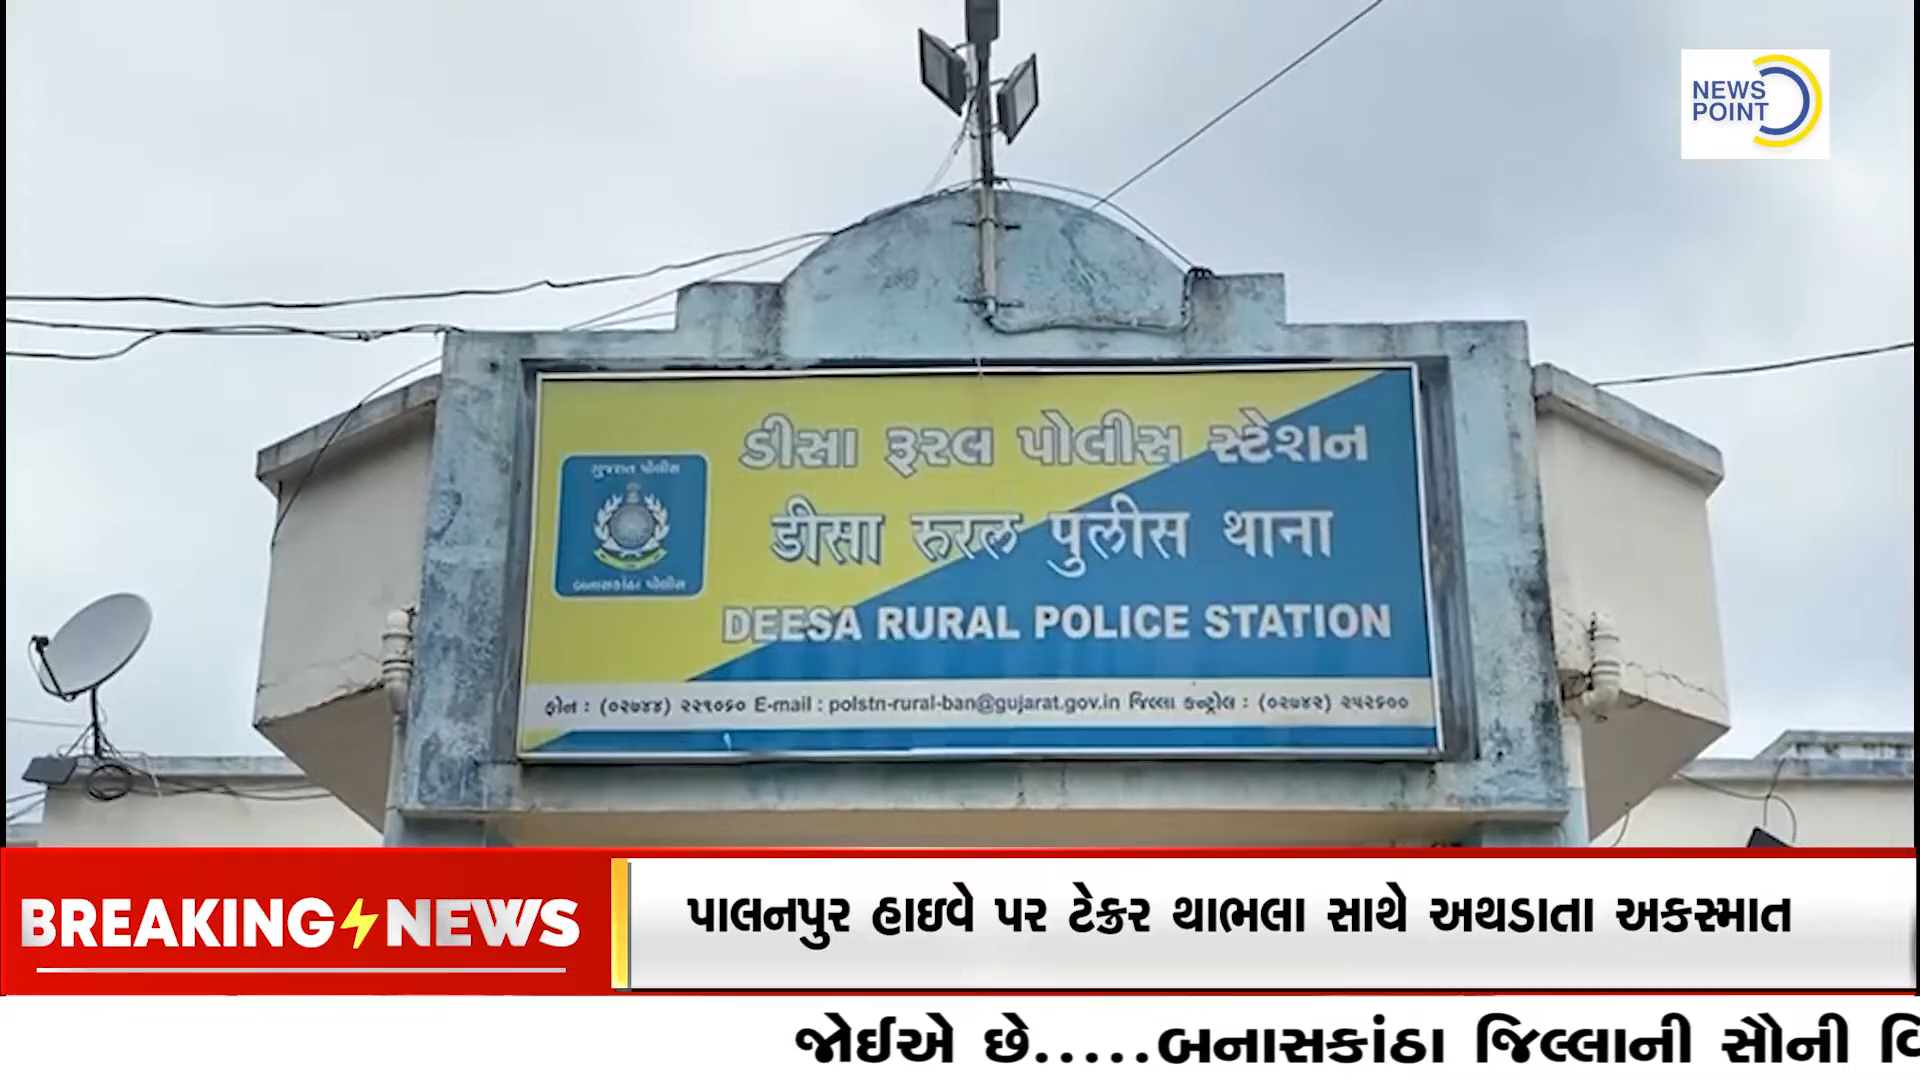 NEWS
POINT
ડીસા રૂરલ પોલીસ સ્ટેશન
ગુજરાત પોલીસ
डीसा रुरल पुलीस थाना
બનાસકાંઠા પોલીસ
DEESA RURAL POLICE STATION
ફોન : (૦૨૭૪૪) ૨૨૧૦૬૦ E-mail : polstn-rural-ban@gujarat.gov.in જિલ્લા કન્ટ્રોલ : (૦૨૭૪૨) ૨૫૨૬૦૦
BREAKING NEWS
પાલનપુર હાઇવે પર ટેક્રર થાભલા સાથે અથડાતા અકસ્માત
જોઈએ છે.....બનાસકાંઠા જિલ્લાની સૌની